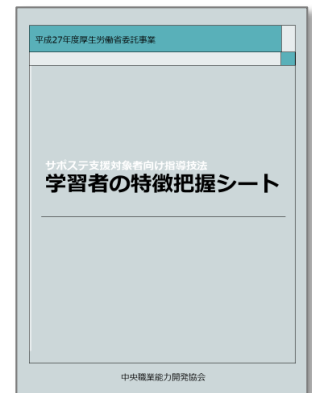 平成27年度厚生労働省委託事業
サポステ支援対象者向け指導技法
学習者の特徴把握シート
中央職業能力開発協会